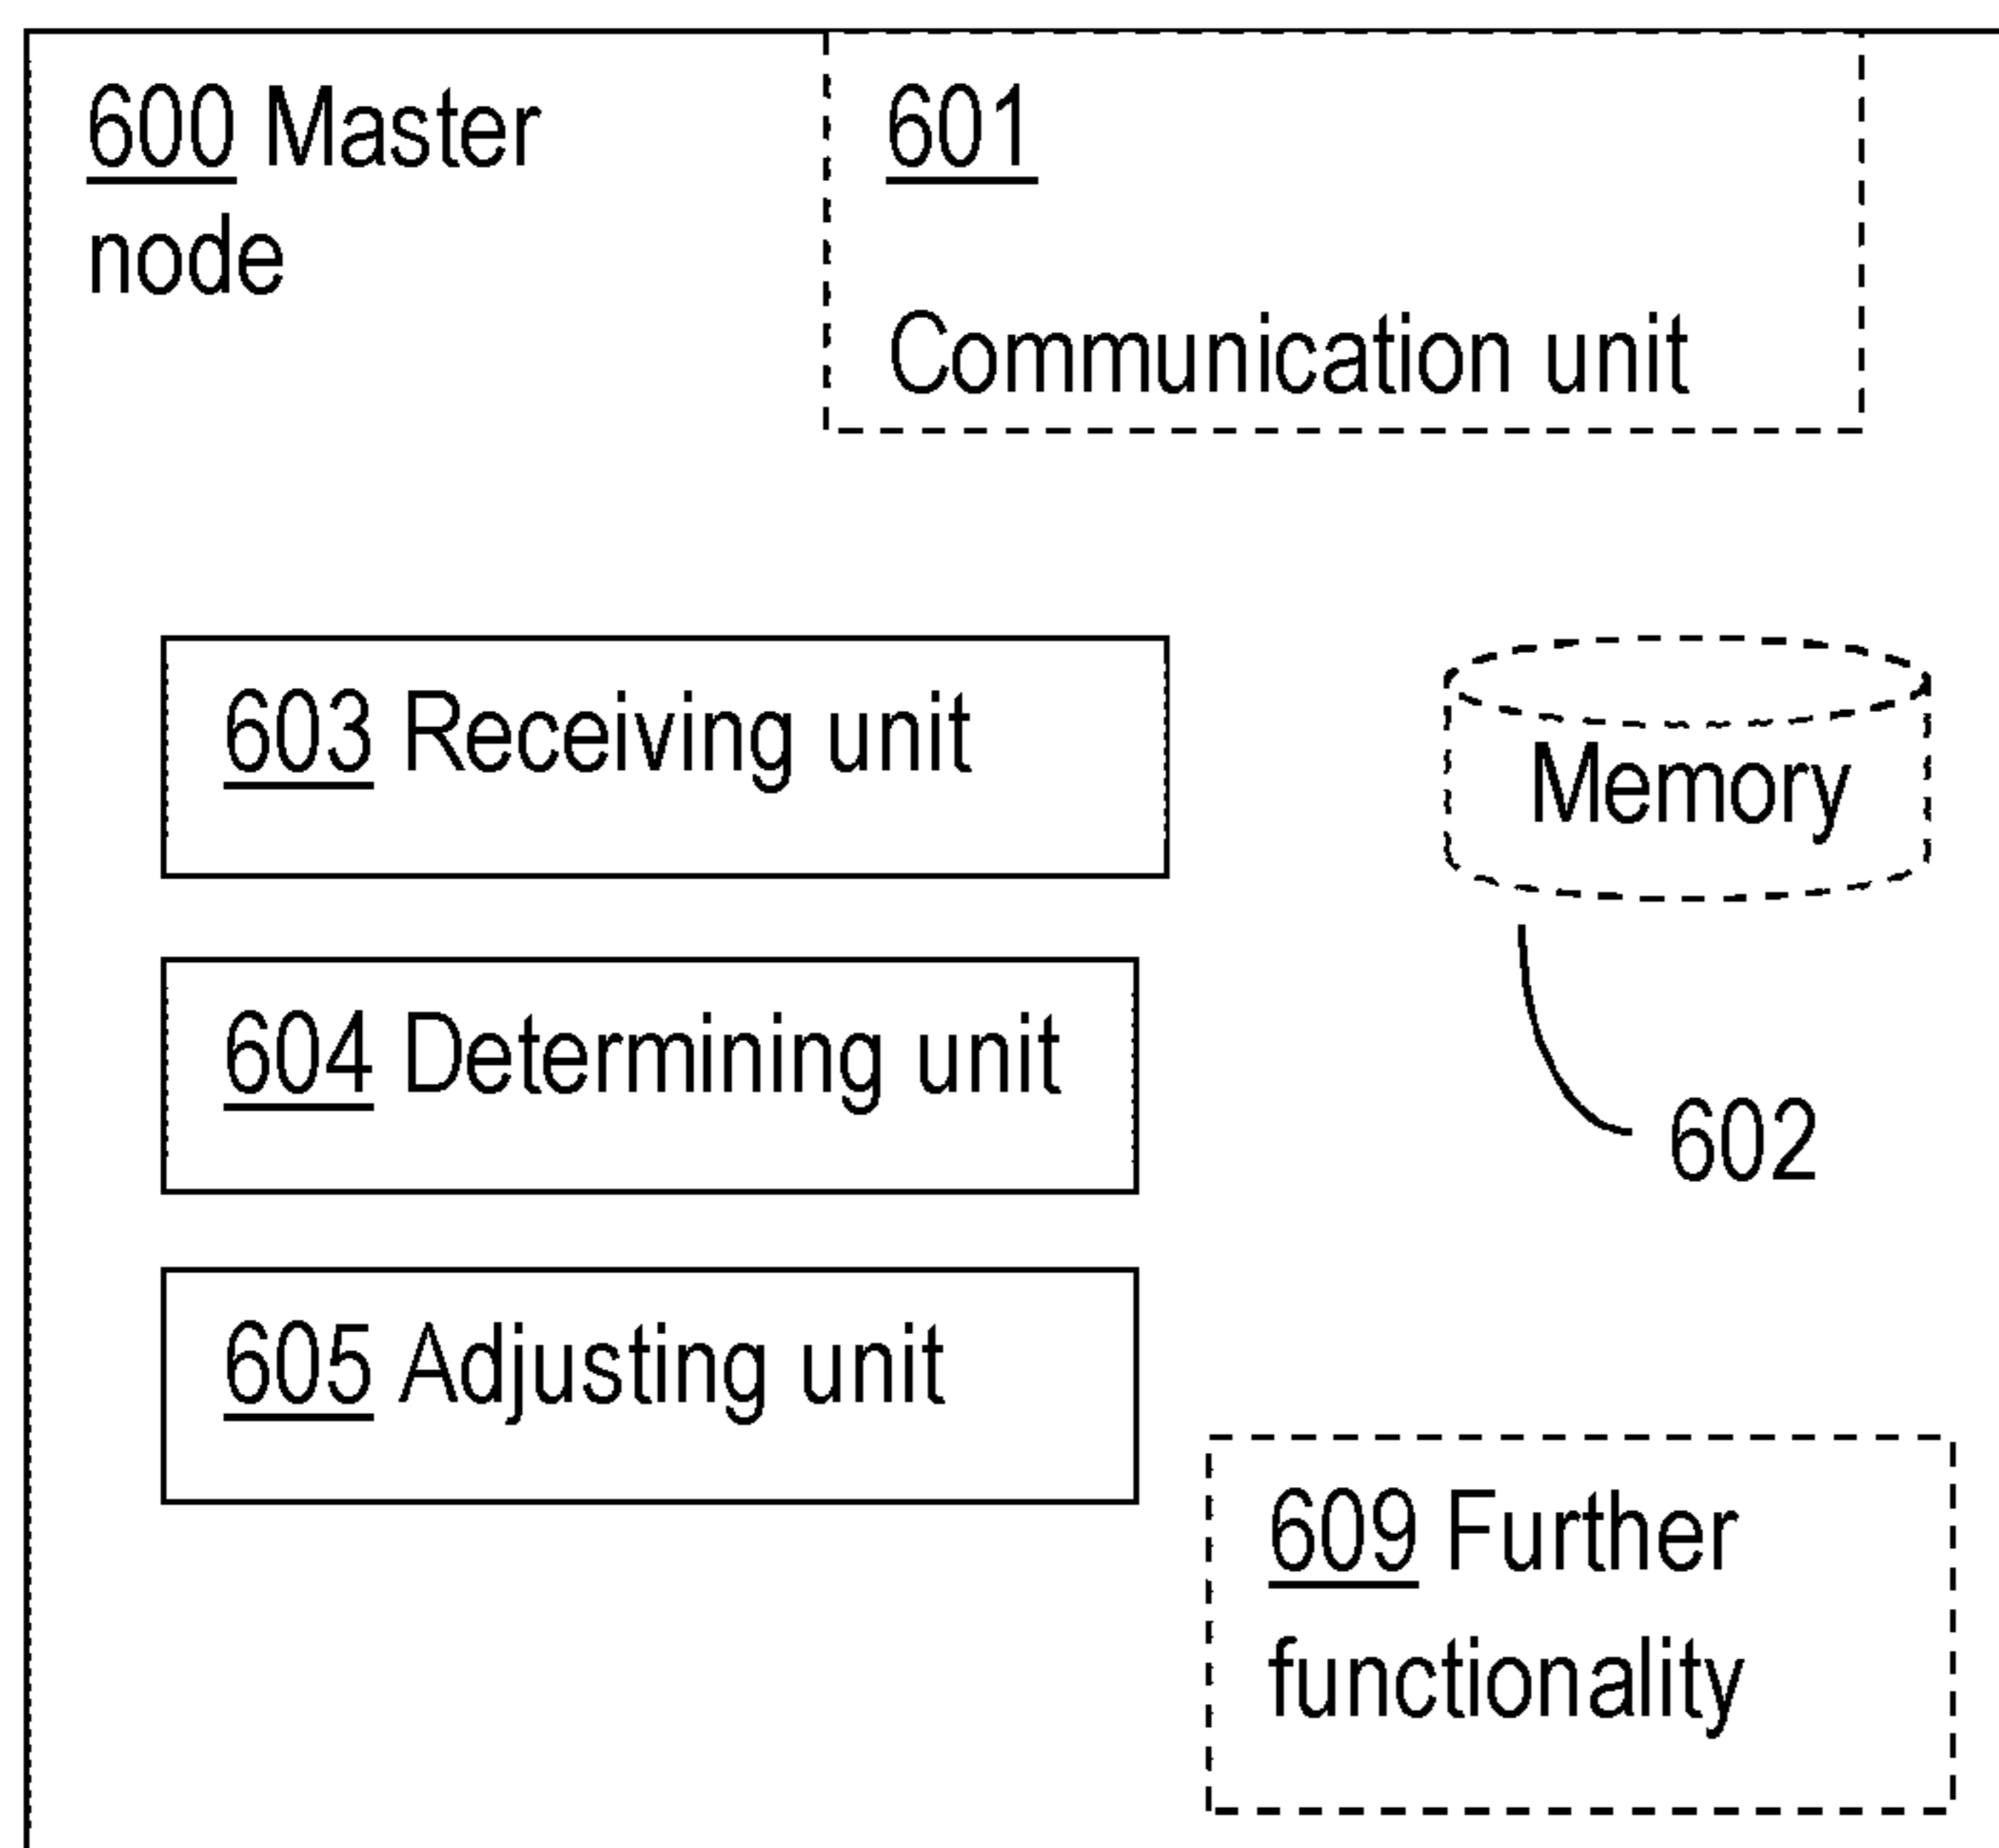 600 Master
node
601
Communication unit
603 Receiving unit
Memory
604 Determining unit
602
605 Adjusting unit
609 Further
functionality